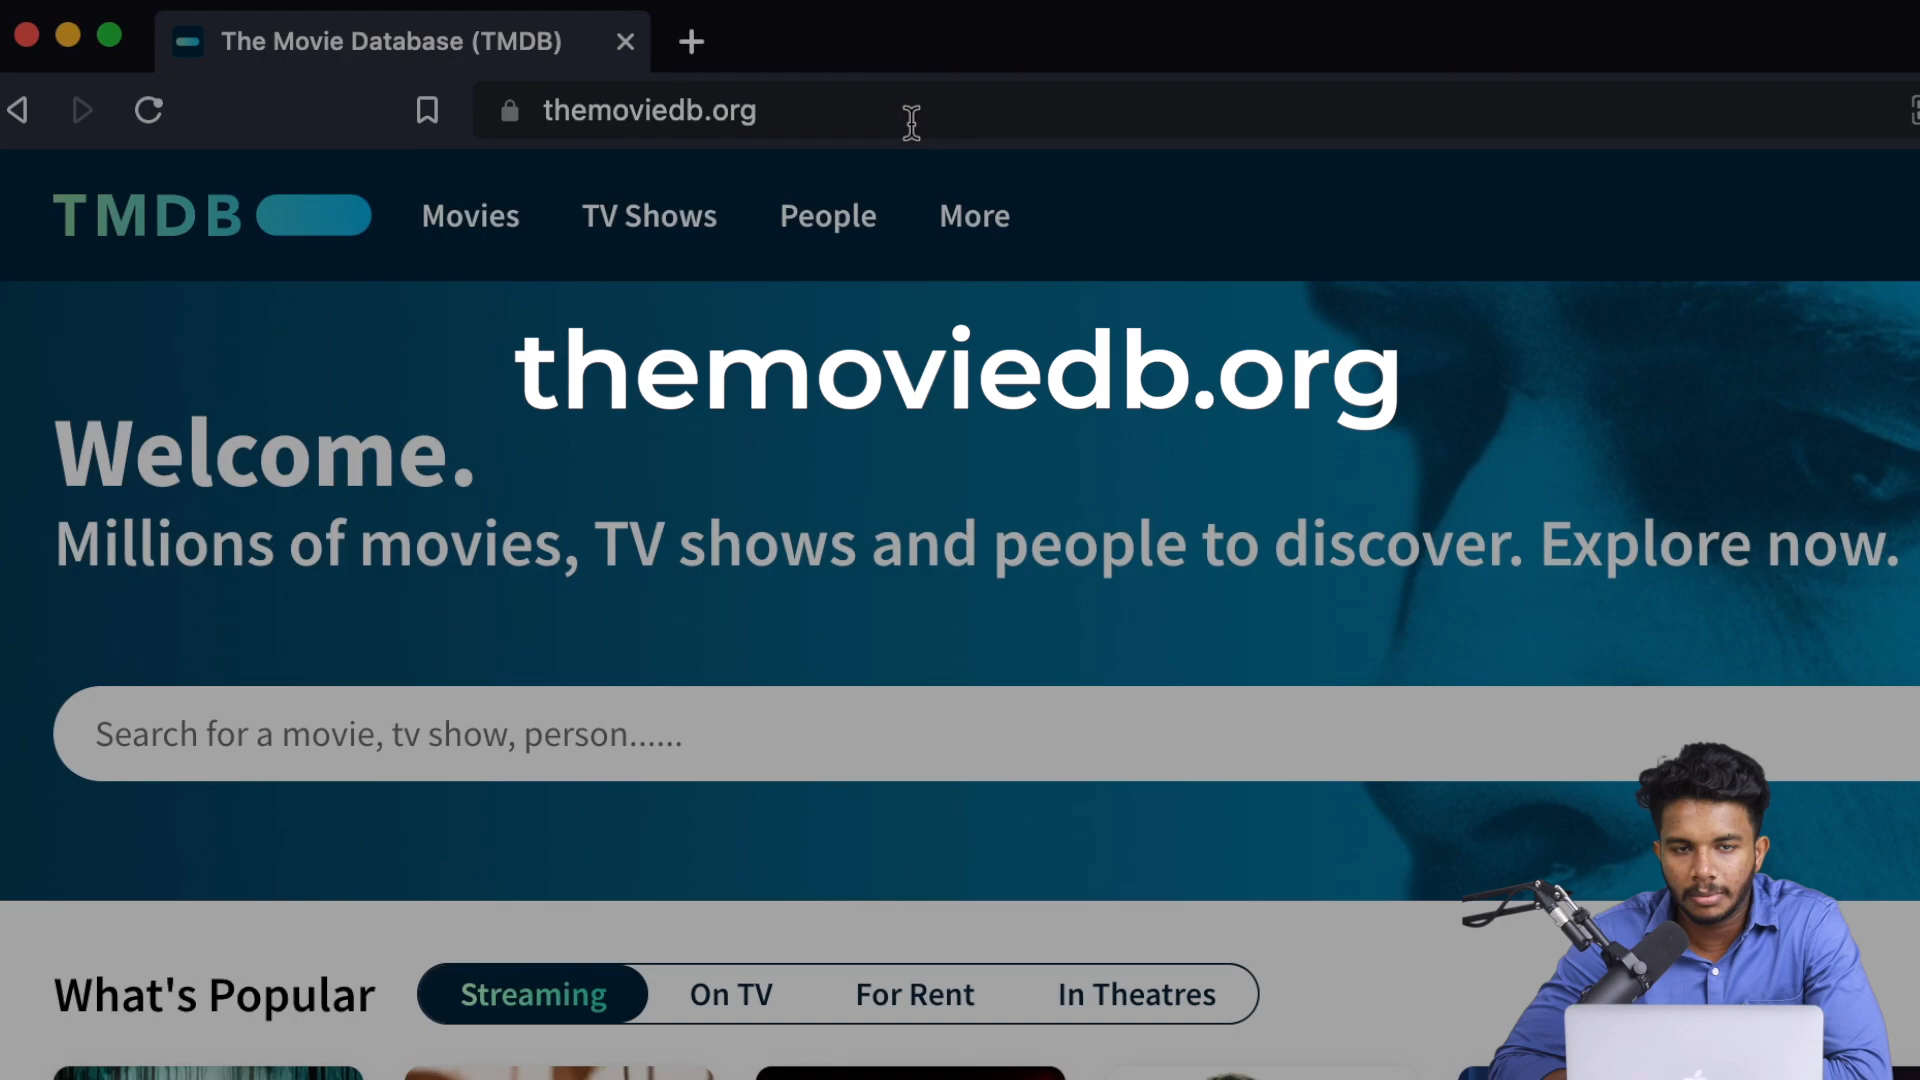 The Movie Database (TMDB)
themoviedb.org
TMDB
Movies
TV Shows
People
More
themoviedb.org
Welcome.
Millions of movies, TV shows and people to discover. Explore now.
Search for a movie, tv show, person......
What's Popular
Streaming
On TV
For Rent
In Theatres